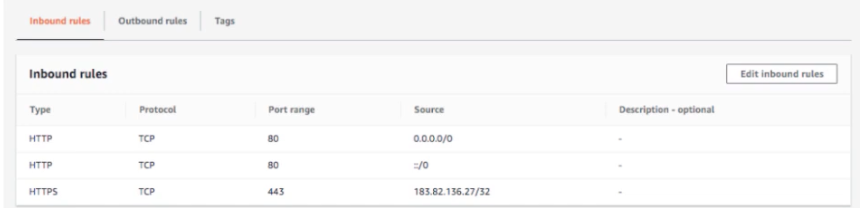 Inbound rules Outbound rules Tags
Inbound rules Edit inbound rules
Type Protocol Port range Source Description - optional
HTTP TCP 80 0.0.0.0/0 -
HTTP TCP 80 ::/0 -
HTTPS TCP 443 183.82.136.27/32 -